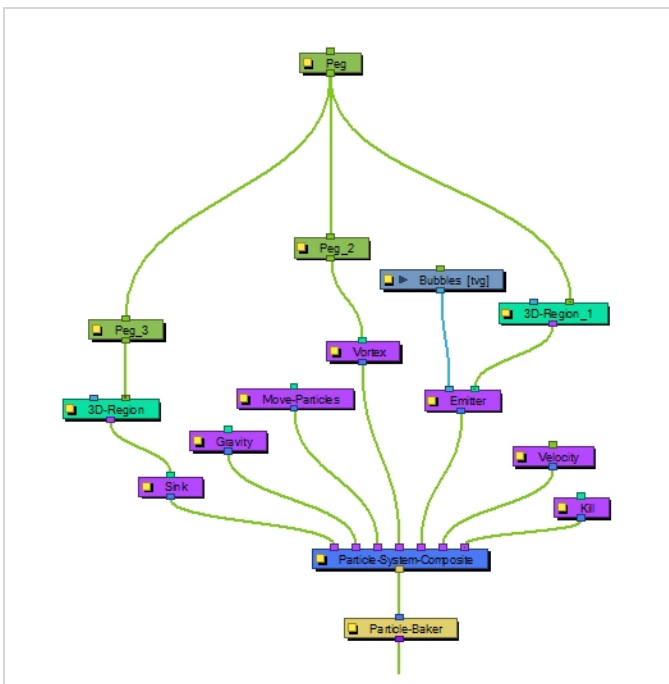 Peg
Peg_2
Bubbles [tvg]
3D-Region_1
Peg_3
Vortex
Move-Particles
Emitter
3D-Region
Gravity
Velocity
Sink
Kill
Particle-System-Composite
Particle-Baker